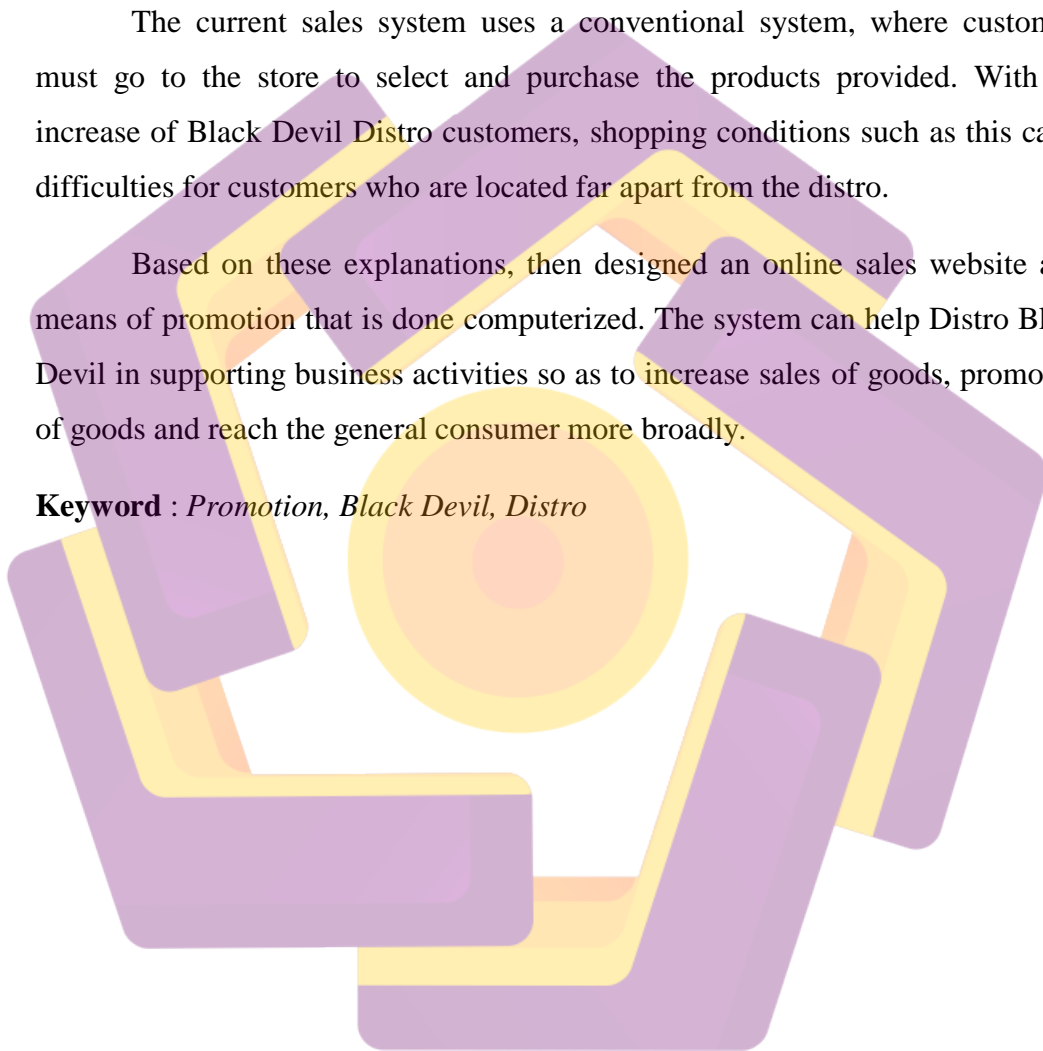 The current sales system uses a conventional system, where custom
must go to the store to select and purchase the products provided. With
increase of Black Devil Distro customers, shopping conditions such as this ca
difficulties for customers who are located far apart from the distro.
Based on these explanations, then designed an online sales website a
means of promotion that is done computerized. The system can help Distro Bl
Devil in supporting business activities so as to increase sales of goods, promo
of goods and reach the general consumer more broadly.
Keyword : Promotion, Black Devil, Distro